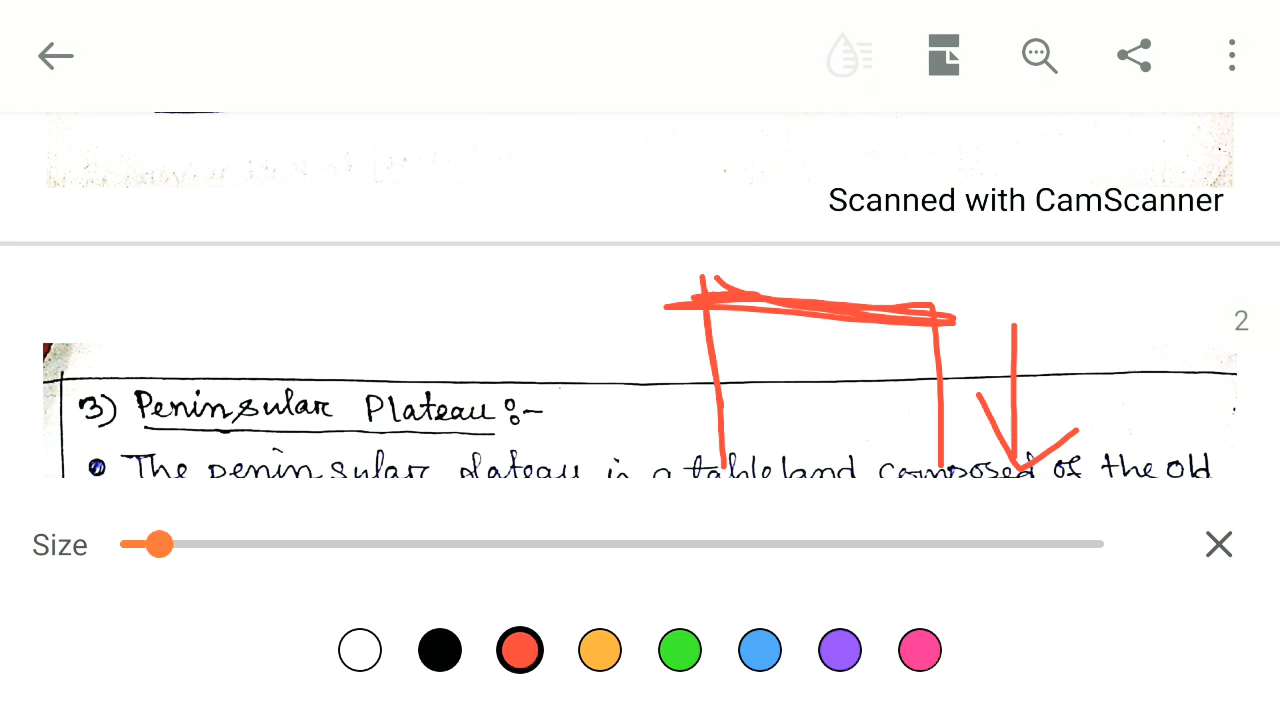 Scanned with CamScanner
2
3) Peninsular Plateau :-
The peninsular plateau is a tableland composed of the old
Size